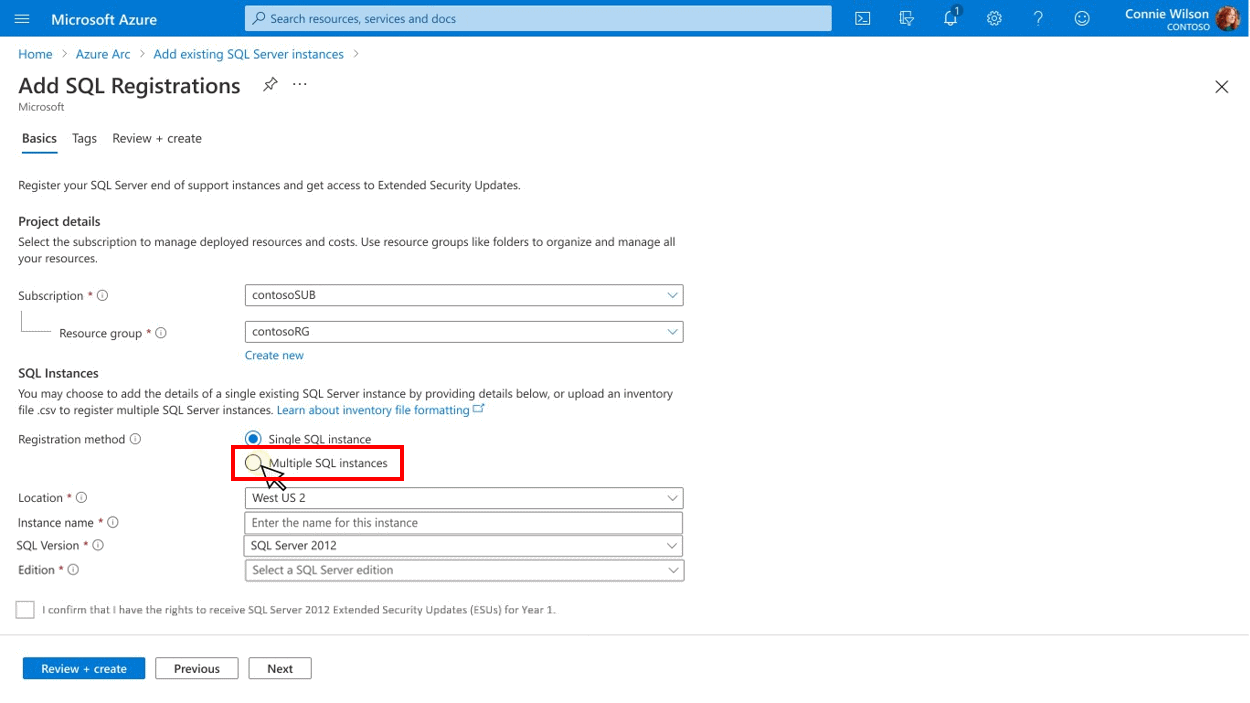 Microsoft Azure
Search resources, services and docs
1
Connie Wilson
CONTOSO
Home > Azure Arc > Add existing SQL Server instances >
Add SQL Registrations
Microsoft
Basics Tags Review + create
Register your SQL Server end of support instances and get access to Extended Security Updates.
Project details
Select the subscription to manage deployed resources and costs. Use resource groups like folders to organize and manage all
your resources.
Subscription * contosoSUB
Resource group * contosoRG
Create new
SQL Instances
You may choose to add the details of a single existing SQL Server instance by providing details below, or upload an inventory
file .csv to register multiple SQL Server instances. Learn about inventory file formatting
Registration method Single SQL instance
Multiple SQL instances
Location * West US 2
Instance name * Enter the name for this instance
SQL Version * SQL Server 2012
Edition * Select a SQL Server edition
I confirm that I have the rights to receive SQL Server 2012 Extended Security Updates (ESUs) for Year 1.
Review + create Previous Next